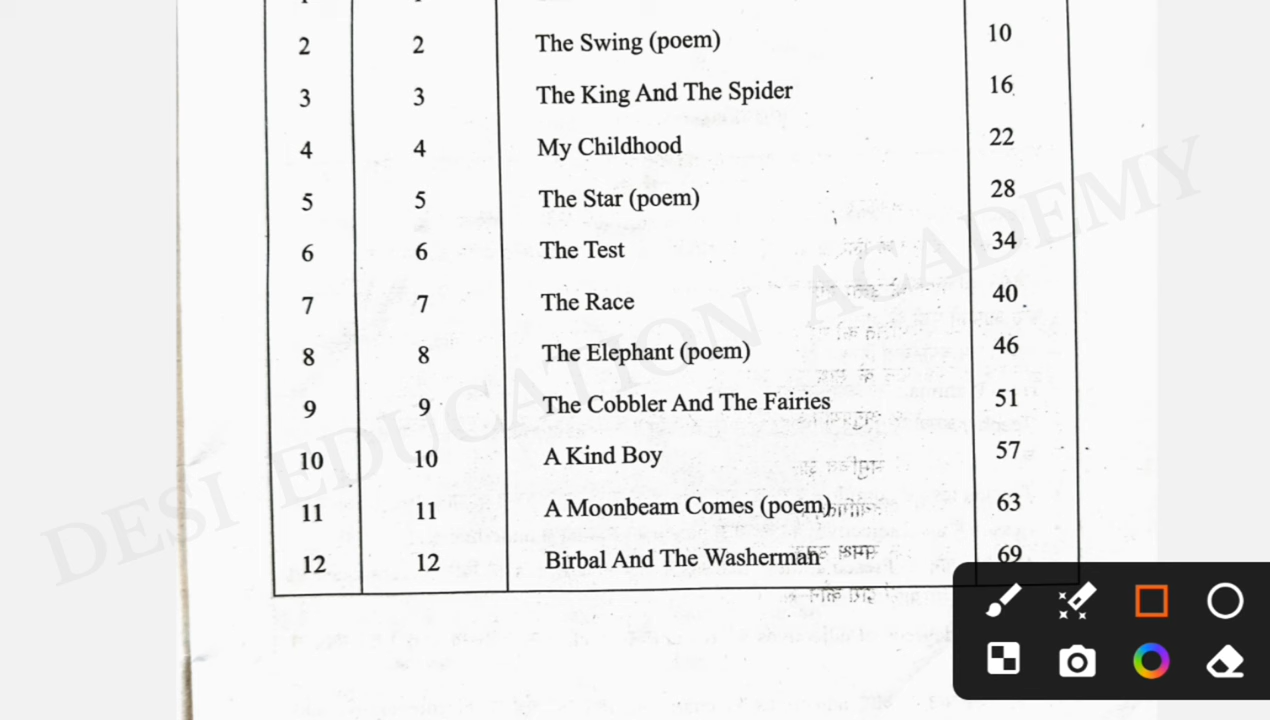 2 2 The Swing (poem) 10
3 3 The King And The Spider 16
4 4 My Childhood 22
5 5 The Star (poem) 28
6 6 The Test 34
7 7 The Race 40
8 8 The Elephant (poem) 46
9 9 The Cobbler And The Fairies 51
10 10 A Kind Boy 57
11 11 A Moonbeam Comes (poem) 63
12 12 Birbal And The Washerman 69
DESI EDUCATION ACADEMY